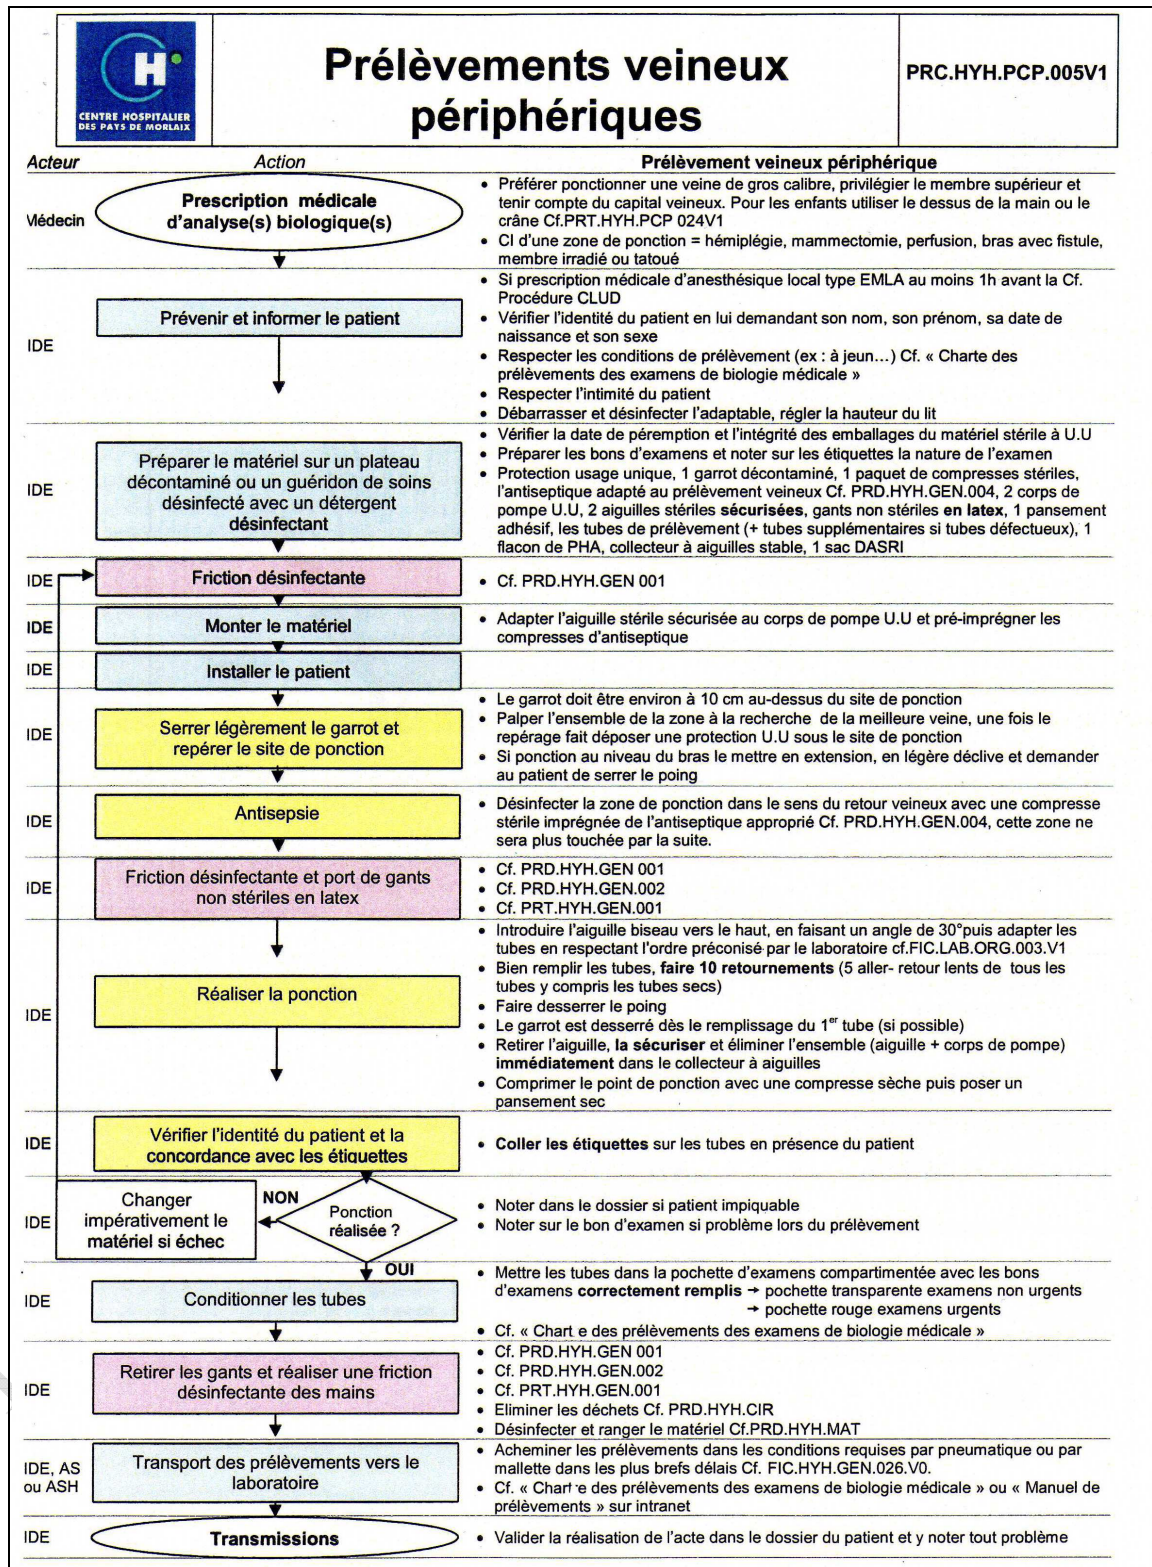 CH
CENTRE HOSPITALIER
DES PAYS DE MORLAIX
Prélèvements veineux
périphériques
PRC.HYH.PCP.005V1
Acteur
Action
Prélèvement veineux périphérique
Médecin
Prescription médicale
d'analyse(s) biologique(s)
• Préférer ponctionner une veine de gros calibre, privilégier le membre supérieur et
tenir compte du capital veineux. Pour les enfants utiliser le dessus de la main ou le
crâne Cf.PRT.HYH.PCP 024V1
• CI d'une zone de ponction = hémiplégie, mammectomie, perfusion, bras avec fistule,
membre irradié ou tatoué
IDE
Prévenir et informer le patient
• Si prescription médicale d'anesthésique local type EMLA au moins 1h avant la Cf.
Procédure CLUD
• Vérifier l'identité du patient en lui demandant son nom, son prénom, sa date de
naissance et son sexe
• Respecter les conditions de prélèvement (ex : à jeun…) Cf. « Charte des
prélèvements des examens de biologie médicale »
• Respecter l'intimité du patient
• Débarrasser et désinfecter l'adaptable, régler la hauteur du lit
IDE
Préparer le matériel sur un plateau
décontaminé ou un guéridon de soins
désinfecté avec un détergent
désinfectant
• Vérifier la date de péremption et l'intégrité des emballages du matériel stérile à U.U
• Préparer les bons d'examens et noter sur les étiquettes la nature de l'examen
• Protection usage unique, 1 garrot décontaminé, 1 paquet de compresses stériles,
l'antiseptique adapté au prélèvement veineux Cf. PRD.HYH.GEN.004, 2 corps de
pompe U.U, 2 aiguilles stériles sécurisées, gants non stériles en latex, 1 pansement
adhésif, les tubes de prélèvement (+ tubes supplémentaires si tubes défectueux), 1
flacon de PHA, collecteur à aiguilles stable, 1 sac DASRI
IDE
Friction désinfectante
• Cf. PRD.HYH.GEN 001
IDE
Monter le matériel
• Adapter l'aiguille stérile sécurisée au corps de pompe U.U et pré-imprégner les
compresses d'antiseptique
IDE
Installer le patient
IDE
Serrer légèrement le garrot et
repérer le site de ponction
• Le garrot doit être environ à 10 cm au-dessus du site de ponction
• Palper l'ensemble de la zone à la recherche de la meilleure veine, une fois le
repérage fait déposer une protection U.U sous le site de ponction
• Si ponction au niveau du bras le mettre en extension, en légère déclive et demander
au patient de serrer le poing
IDE
Antisepsie
• Désinfecter la zone de ponction dans le sens du retour veineux avec une compresse
stérile imprégnée de l'antiseptique approprié Cf. PRD.HYH.GEN.004, cette zone ne
sera plus touchée par la suite.
IDE
Friction désinfectante et port de gants
non stériles en latex
• Cf. PRD.HYH.GEN 001
• Cf. PRD.HYH.GEN.002
• Cf. PRT.HYH.GEN.001
IDE
Réaliser la ponction
• Introduire l'aiguille biseau vers le haut, en faisant un angle de 30°puis adapter les
tubes en respectant l'ordre préconisé par le laboratoire cf.FIC.LAB.ORG.003.V1
• Bien remplir les tubes, faire 10 retournements (5 aller- retour lents de tous les
tubes y compris les tubes secs)
• Faire desserrer le poing
• Le garrot est desserré dès le remplissage du 1er tube (si possible)
• Retirer l'aiguille, la sécuriser et éliminer l'ensemble (aiguille + corps de pompe)
immédiatement dans le collecteur à aiguilles
• Comprimer le point de ponction avec une compresse sèche puis poser un
pansement sec
IDE
Vérifier l'identité du patient et la
concordance avec les étiquettes
• Coller les étiquettes sur les tubes en présence du patient
IDE
Changer
impérativement le
matériel si échec
NON
Ponction
réalisée ?
OUI
• Noter dans le dossier si patient impiquable
• Noter sur le bon d'examen si problème lors du prélèvement
IDE
Conditionner les tubes
• Mettre les tubes dans la pochette d'examens compartimentée avec les bons
d'examens correctement remplis → pochette transparente examens non urgents
→ pochette rouge examens urgents
• Cf. « Chart e des prélèvements des examens de biologie médicale »
IDE
Retirer les gants et réaliser une friction
désinfectante des mains
• Cf. PRD.HYH.GEN 001
• Cf. PRD.HYH.GEN.002
• Cf. PRT.HYH.GEN.001
• Eliminer les déchets Cf. PRD.HYH.CIR
• Désinfecter et ranger le matériel Cf.PRD.HYH.MAT
IDE, AS
ou ASH
Transport des prélèvements vers le
laboratoire
• Acheminer les prélèvements dans les conditions requises par pneumatique ou par
mallette dans les plus brefs délais Cf. FIC.HYH.GEN.026.V0.
• Cf. « Chart e des prélèvements des examens de biologie médicale » ou « Manuel de
prélèvements » sur intranet
IDE
Transmissions
• Valider la réalisation de l'acte dans le dossier du patient et y noter tout problème